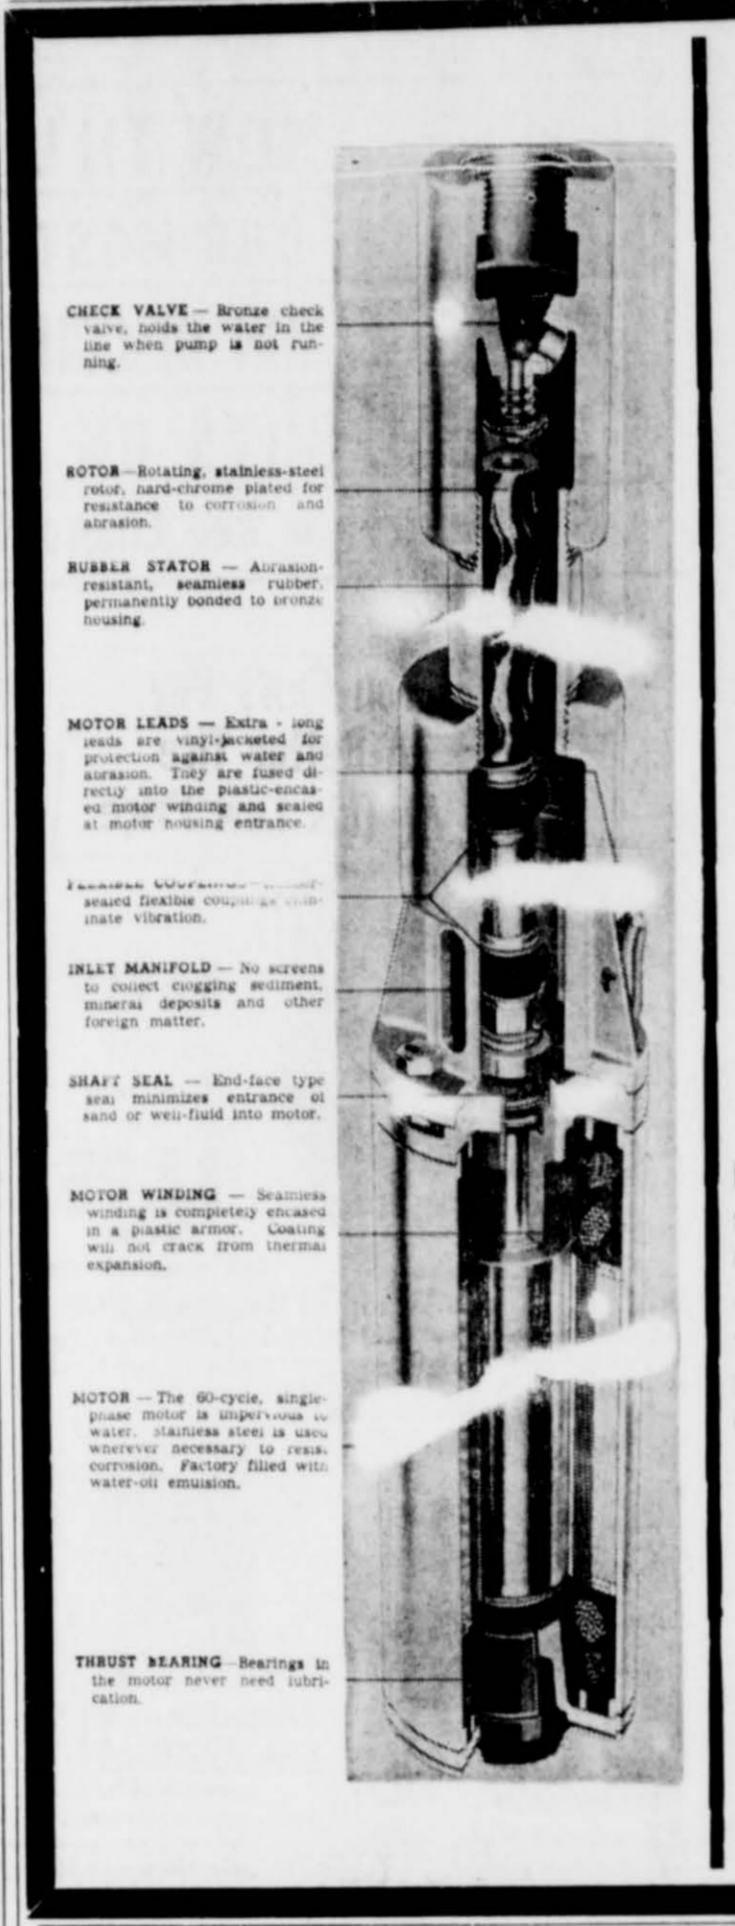 CHECK VALVE — Bronze check
valve, holds the water in the
line when pump is not run-
ning.
ROTOR — Rotating, stainless-steel
rotor, hard-chrome plated for
resistance to corrosion and
abrasion.
RUBBER STATOR — Abrasion-
resistant, seamless rubber,
permanently bonded to bronze
housing.
MOTOR LEADS — Extra - long
leads are vinyl-jacketed for
protection against water and
abrasion. They are fused di-
rectly into the plastic-encas-
ed motor winding and sealed
at motor housing entrance.
FLEXIBLE COUPLINGS
sealed flexible couplings elim-
inate vibration.
INLET MANIFOLD — No screens
to collect clogging sediment,
mineral deposits and other
foreign matter.
SHAFT SEAL — End-face type
seal minimizes entrance of
sand or well-fluid into motor.
MOTOR WINDING — Seamless
winding is completely encased
in a plastic armor. Coating
will not crack from thermal
expansion.
MOTOR — The 60-cycle, single-
phase motor is impervious to
water. Stainless steel is used
wherever necessary to resist
corrosion. Factory filled with
water-oil emulsion.
THRUST BEARING — Bearings in
the motor never need lubri-
cation.